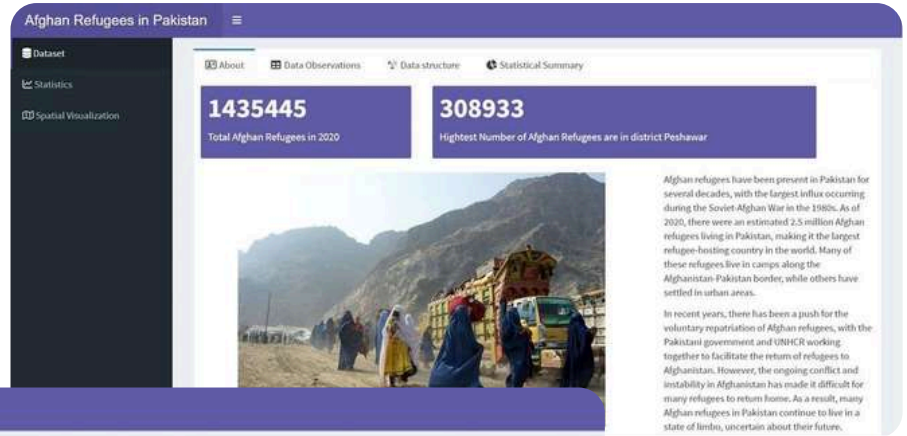 Afghan Refugees in Pakistan
Dataset
Statistics
Spatial Visualization
About Data Observations Data structure Statistical Summary
1435445
Total Afghan Refugees in 2020
308933
Hightest Number of Afghan Refugees are in district Peshawar
Afghan refugees have been present in Pakistan for
several decades, with the largest influx occurring
during the Soviet-Afghan War in the 1980s. As of
2020, there were an estimated 2.5 million Afghan
refugees living in Pakistan, making it the largest
refugee-hosting country in the world. Many of
these refugees live in camps along the
Afghanistan-Pakistan border, while others have
settled in urban areas.
In recent years, there has been a push for the
voluntary repatriation of Afghan refugees, with the
Pakistani government and UNHCR working
together to facilitate the return of refugees to
Afghanistan. However, the ongoing conflict and
instability in Afghanistan has made it difficult for
many refugees to return home. As a result, many
Afghan refugees in Pakistan continue to live in a
state of limbo, uncertain about their future.